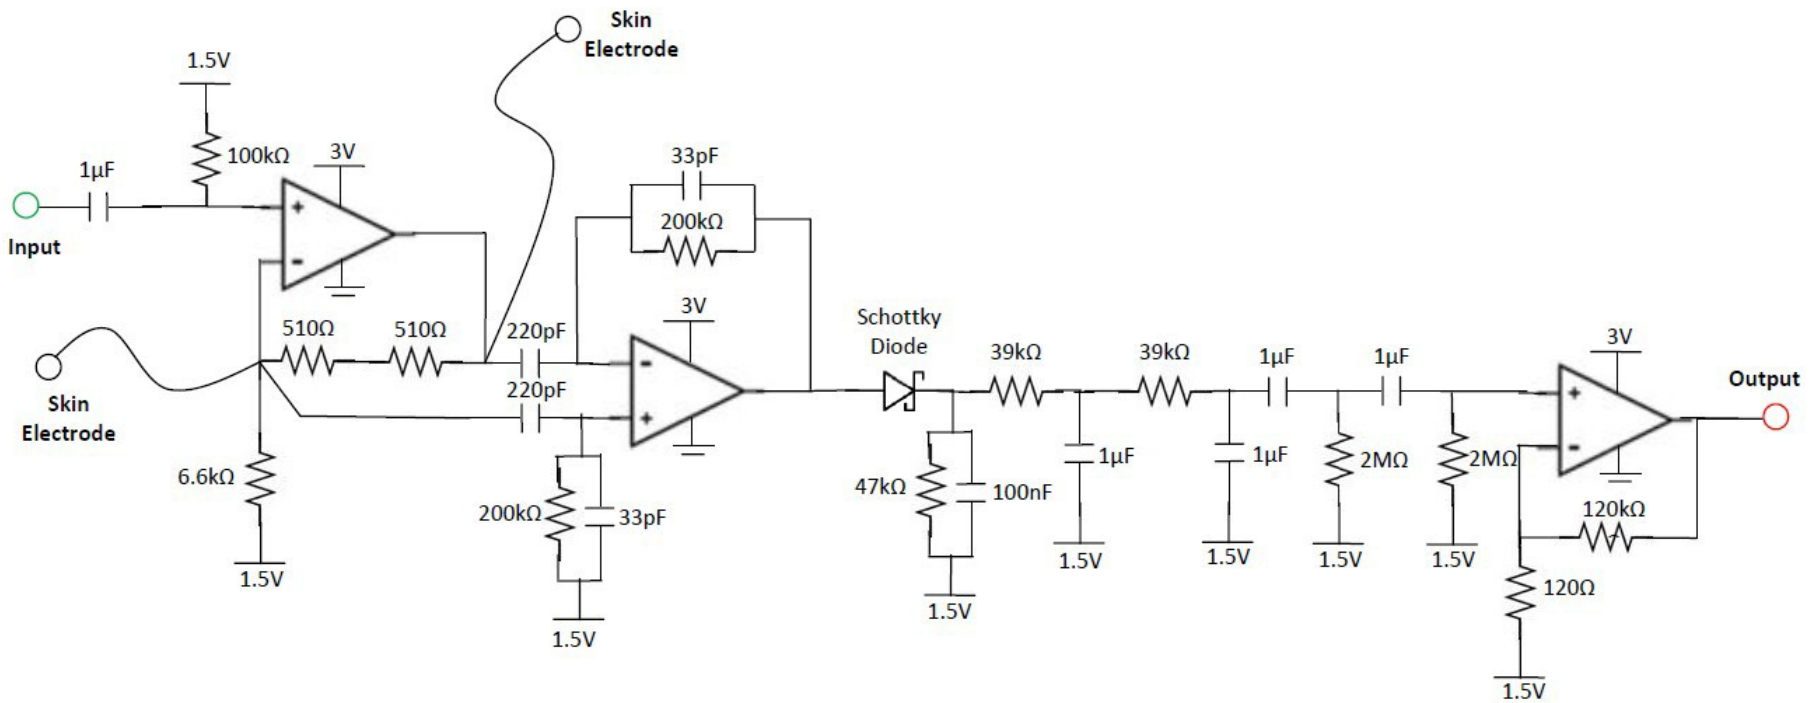 Skin
Electrode
1.5V
100kΩ
3V
1µF
+
-
Input
33pF
200kΩ
510Ω
510Ω
220pF
220pF
3V
-
+
Skin
Electrode
6.6kΩ
1.5V
200kΩ
33pF
1.5V
Schottky
Diode
39kΩ
39kΩ
1µF
1µF
47kΩ
100nF
1.5V
1µF
1.5V
1µF
1.5V
2MΩ
1.5V
2MΩ
1.5V
3V
+
-
Output
120kΩ
120Ω
1.5V